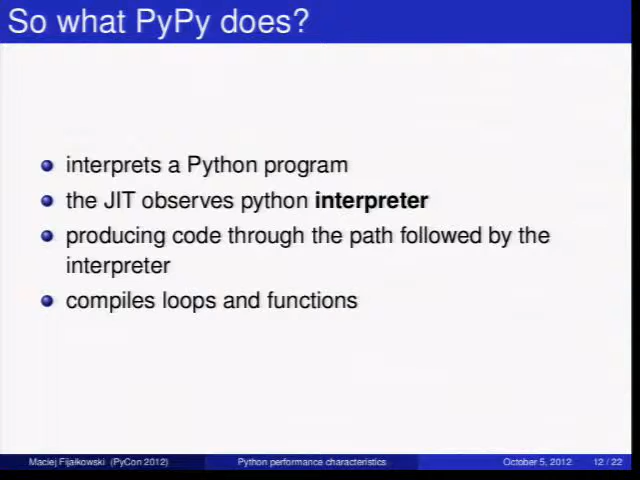 So what PyPy does?
interprets a Python program
the JIT observes python interpreter
producing code through the path followed by the
interpreter
compiles loops and functions
Maciej Fijałkowski (PyCon 2012) Python performance characteristics October 5, 2012 12 / 22